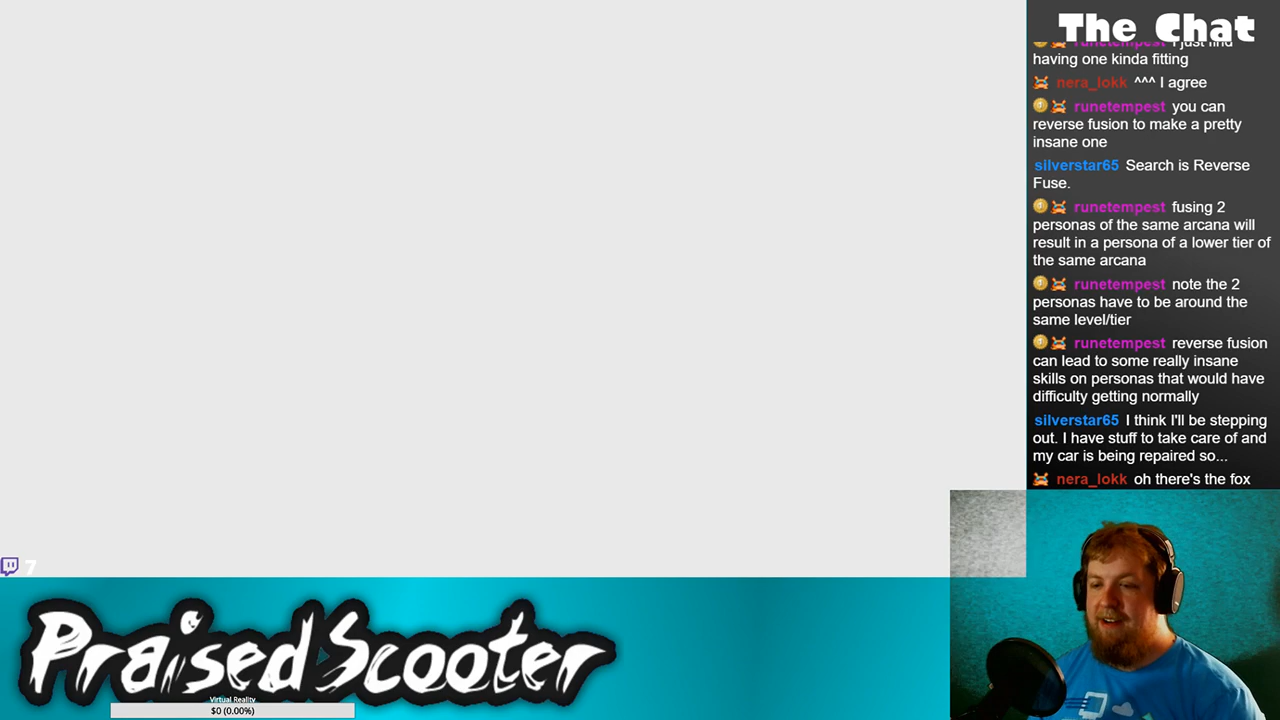 The Chat
runetempest I just find
having one kinda fitting
nera_lokk ^^^ I agree
runetempest you can
reverse fusion to make a pretty
insane one
silverstar65 Search is Reverse
Fuse.
runetempest fusing 2
personas of the same arcana will
result in a persona of a lower tier of
the same arcana
runetempest note the 2
personas have to be around the
same level/tier
runetempest reverse fusion
can lead to some really insane
skills on personas that would have
difficulty getting normally
silverstar65 I think I'll be stepping
out. I have stuff to take care of and
my car is being repaired so...
nera_lokk oh there's the fox
7
PraisedScooter
Virtual Reality
$0 (0.00%)